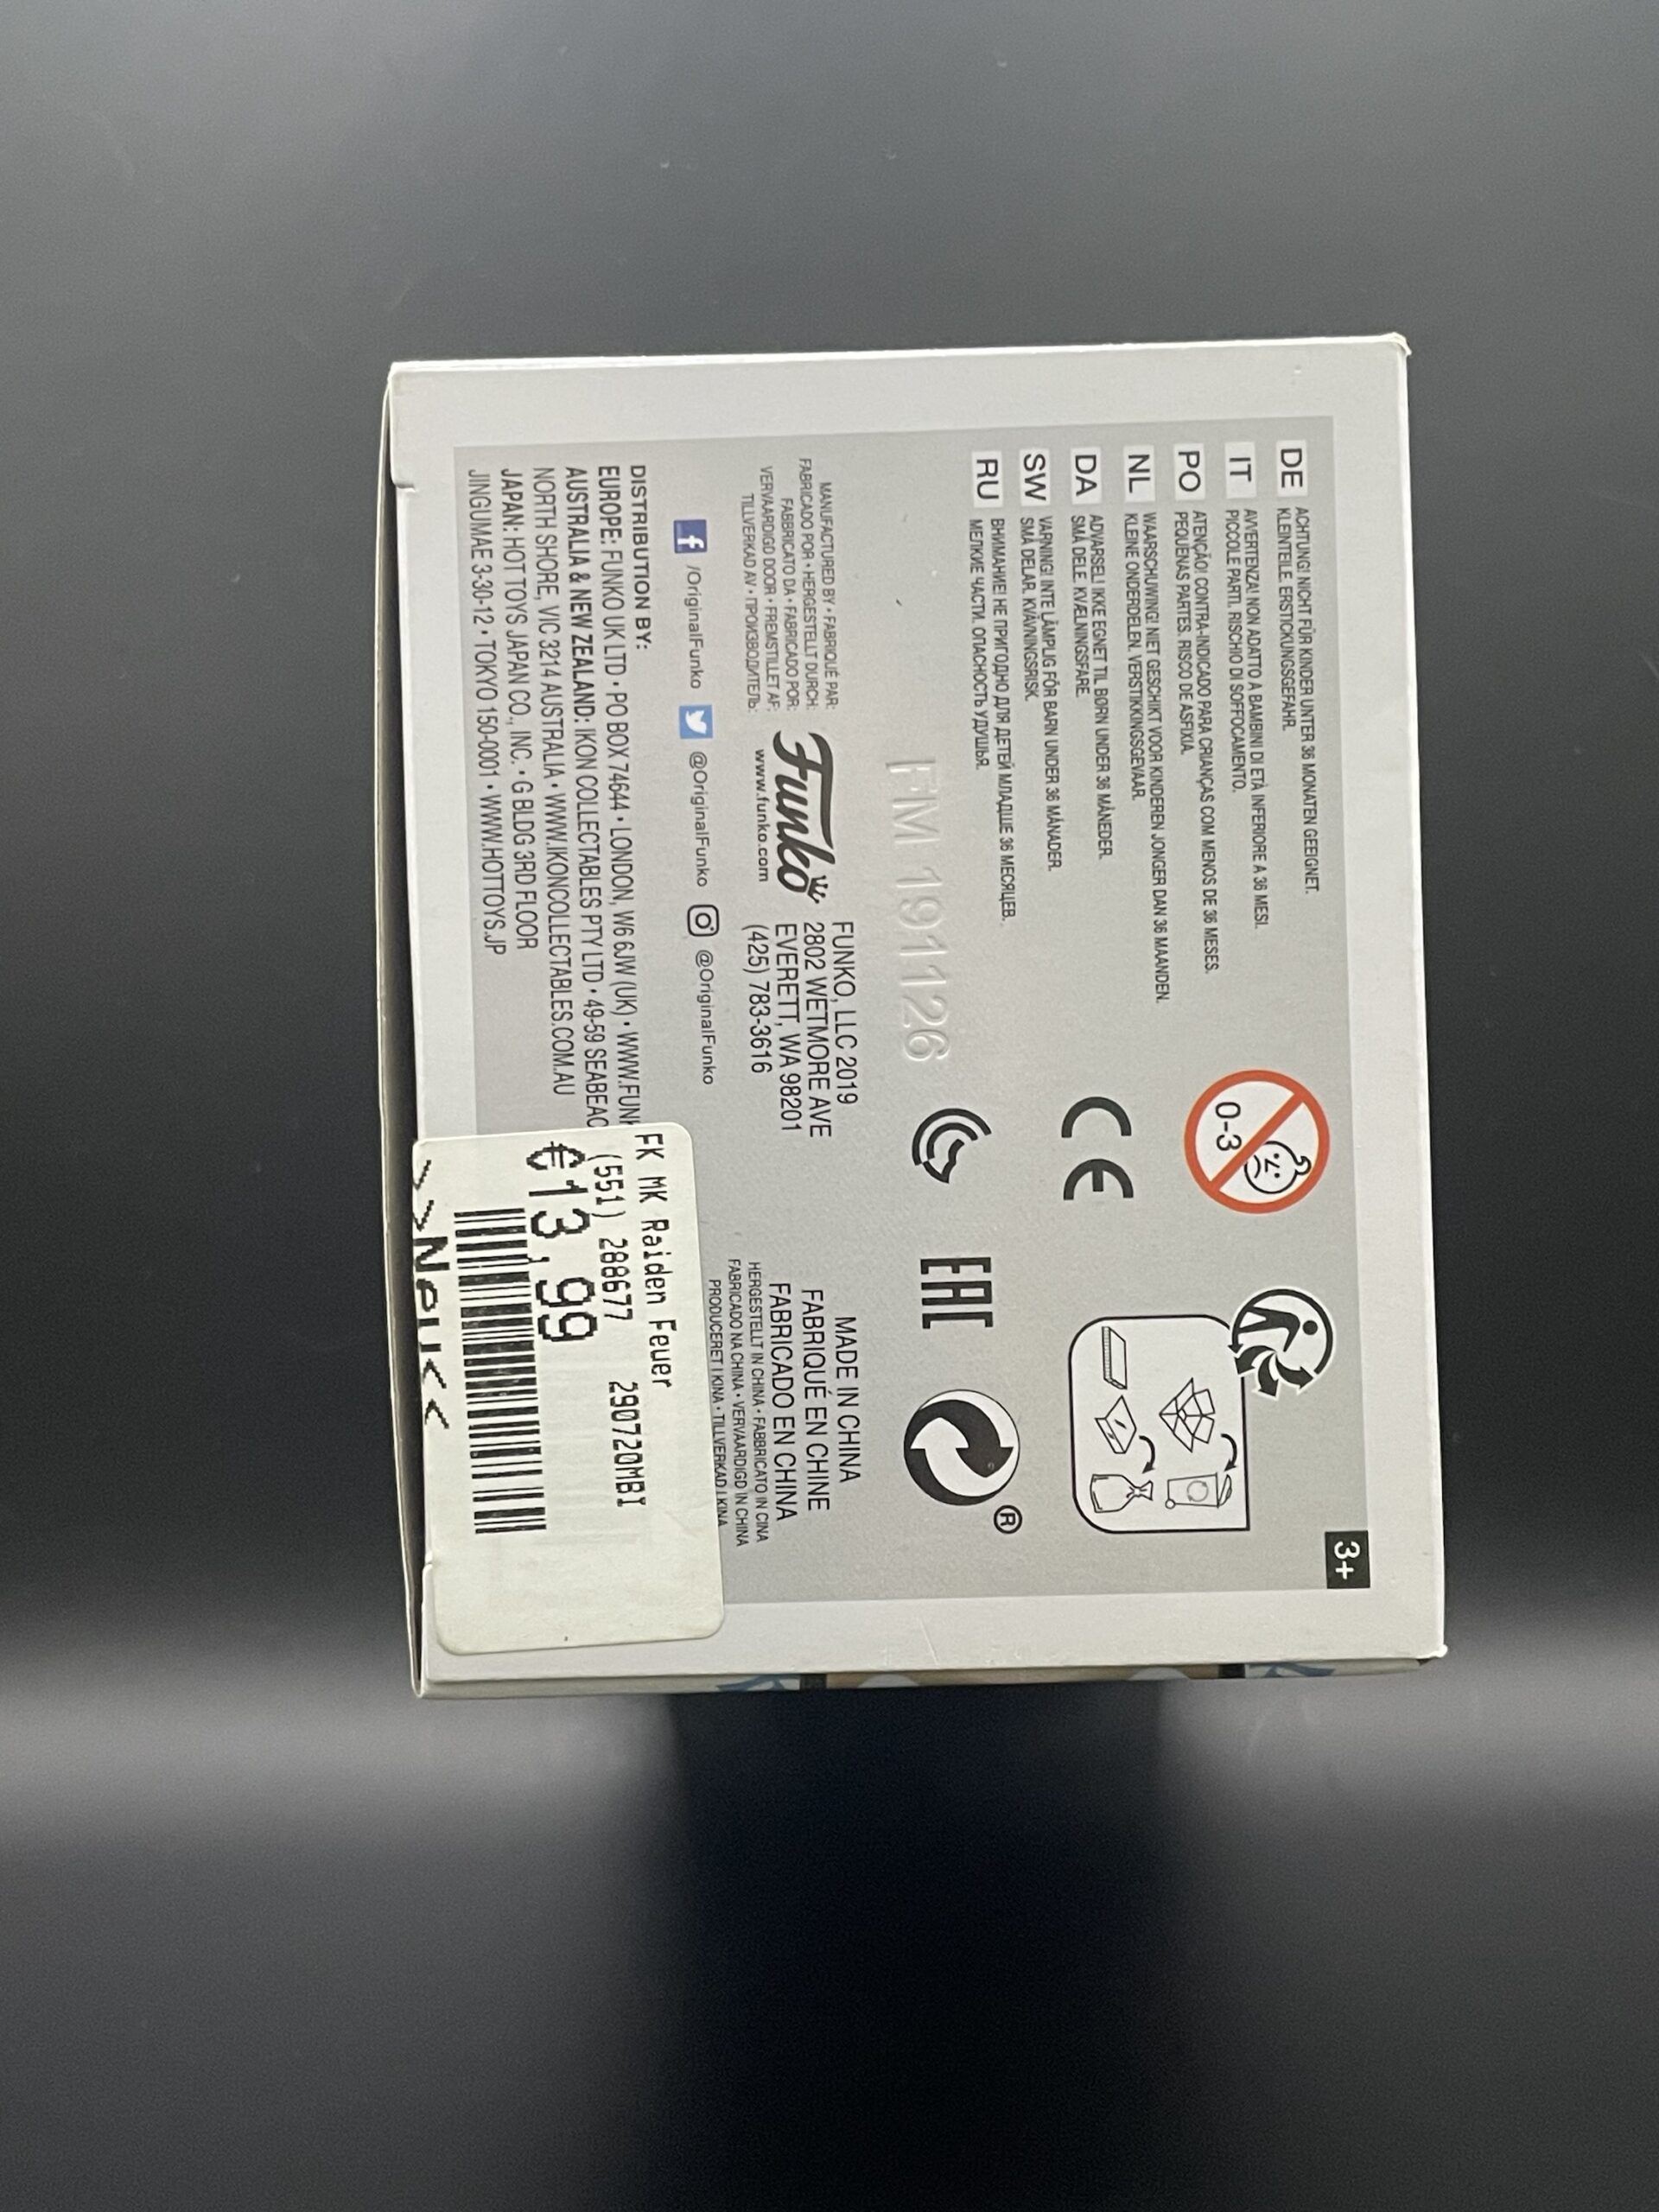 3+
DE ACHTUNG! NICHT FÜR KINDER UNTER 36 MONATEN GEEIGNET.
KLEINTEILE. ERSTICKUNGSGEFAHR.
IT AVVERTENZA! NON ADATTO A BAMBINI DI ETÀ INFERIORE A 36 MESI.
PICCOLE PARTI. RISCHIO DI SOFFOCAMENTO.
PO ATENÇÃO! CONTRA-INDICADO PARA CRIANÇAS COM MENOS DE 36 MESES.
PEQUENAS PARTES. RISCO DE ASFIXIA.
NL WAARSCHUWING! NIET GESCHIKT VOOR KINDEREN JONGER DAN 36 MAANDEN.
KLEINE ONDERDELEN. VERSTIKKINGSGEVAAR.
DA ADVARSEL! IKKE EGNET TIL BØRN UNDER 36 MÅNEDER.
SMÅ DELE. KVÆLNINGSFARE.
SW VARNING! INTE LÄMPLIG FÖR BARN UNDER 36 MÅNADER.
SMÅ DELAR. KVÄVNINGSRISK.
RU ВНИМАНИЕ! НЕ ПРИГОДНО ДЛЯ ДЕТЕЙ МЛАДШЕ 36 МЕСЯЦЕВ.
МЕЛКИЕ ЧАСТИ. ОПАСНОСТЬ УДУШЬЯ.
0-3
CE
EAC
®
FM 191126
MANUFACTURED BY • FABRIQUÉ PAR:
FABRICADO POR • HERGESTELLT DURCH:
FABBRICATO DA • FABRICADO POR:
VERVAARDIGD DOOR • FREMSTILLET AF:
TILLVERKAD AV • ПРОИЗВОДИТЕЛЬ:
Funko
www.funko.com
FUNKO, LLC 2019
2802 WETMORE AVE
EVERETT, WA 98201
(425) 783-3616
MADE IN CHINA
FABRIQUÉ EN CHINE
FABRICADO EN CHINA
HERGESTELLT IN CHINA • FABBRICATO IN CINA
FABRICADO NA CHINA • VERVAARDIGD IN CHINA
PRODUCERET I KINA • TILLVERKAD I KINA
f /OriginalFunko @OriginalFunko @OriginalFunko
DISTRIBUTION BY:
EUROPE: FUNKO UK LTD • PO BOX 74644 • LONDON, W6 6JW (UK) • WWW.FUN
AUSTRALIA & NEW ZEALAND: IKON COLLECTABLES PTY LTD • 49-59 SEABEAC
NORTH SHORE, VIC 3214 AUSTRALIA • WWW.IKONCOLLECTABLES.COM.AU
JAPAN: HOT TOYS JAPAN CO., INC. • G BLDG 3RD FLOOR
JINGUMAE 3-30-12 • TOKYO 150-0001 • WWW.HOTTOYS.JP
FK MK Raiden Feuer
(551) 288677 290720MBI
€13,99
>>Neu<<